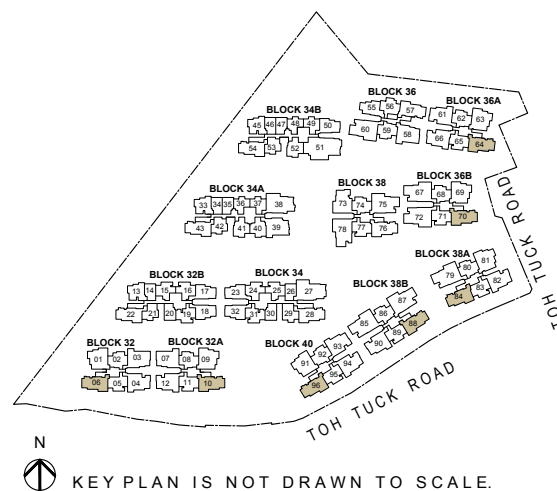 BLOCK 36
55 56 57
60 59 58
BLOCK 36A
61 62 63
66 65 64
BLOCK 34B
45 46 47 48 49 50
54 53 52 51
BLOCK 34A
33 34 35 36 37 38
43 42 41 40 39
BLOCK 38
73 74 75
78 77 76
BLOCK 36B
67 68 69
72 71 70
TOH TUCK ROAD
BLOCK 38A
79 80 81
84 83 82
BLOCK 32B
13 14 15 16 17
22 21 20 19 18
BLOCK 34
23 24 25 26 27
32 31 30 29 28
BLOCK 38B
85 86 87
90 89 88
BLOCK 32
01 02 03
06 05 04
BLOCK 32A
07 08 09
12 11 10
BLOCK 40
91 92 93
96 95 94
TOH TUCK ROAD
N
KEY PLAN IS NOT DRAWN TO SCALE.